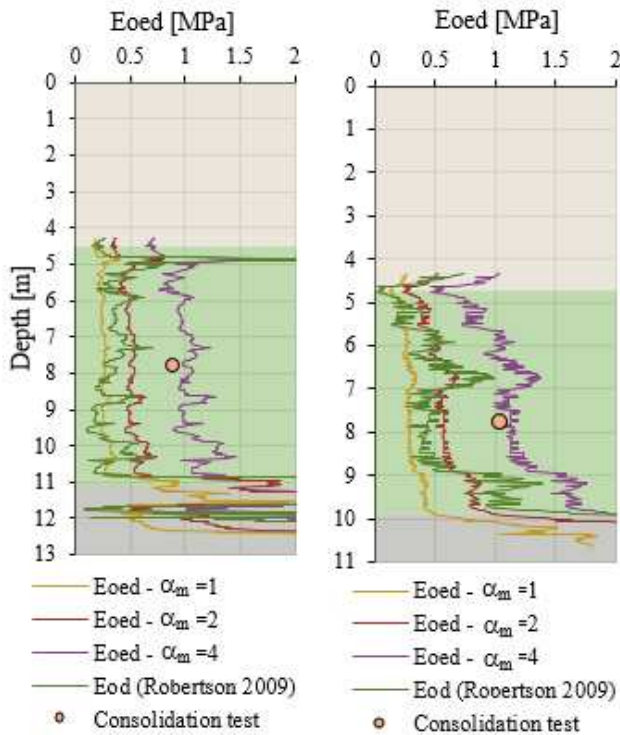 Eoed [MPa]
0 0.5 1 1.5 2
0
1
2
3
4
5
6
7
8
9
10
11
12
13
Depth [m]
Eoed - αm =1
Eoed - αm =2
Eoed - αm =4
Eod (Robertson 2009)
Consolidation test
Eoed [MPa]
0 0.5 1 1.5 2
0
1
2
3
4
5
6
7
8
9
10
11
Eoed - αm =1
Eoed - αm =2
Eoed - αm =4
Eod (Robertson 2009)
Consolidation test